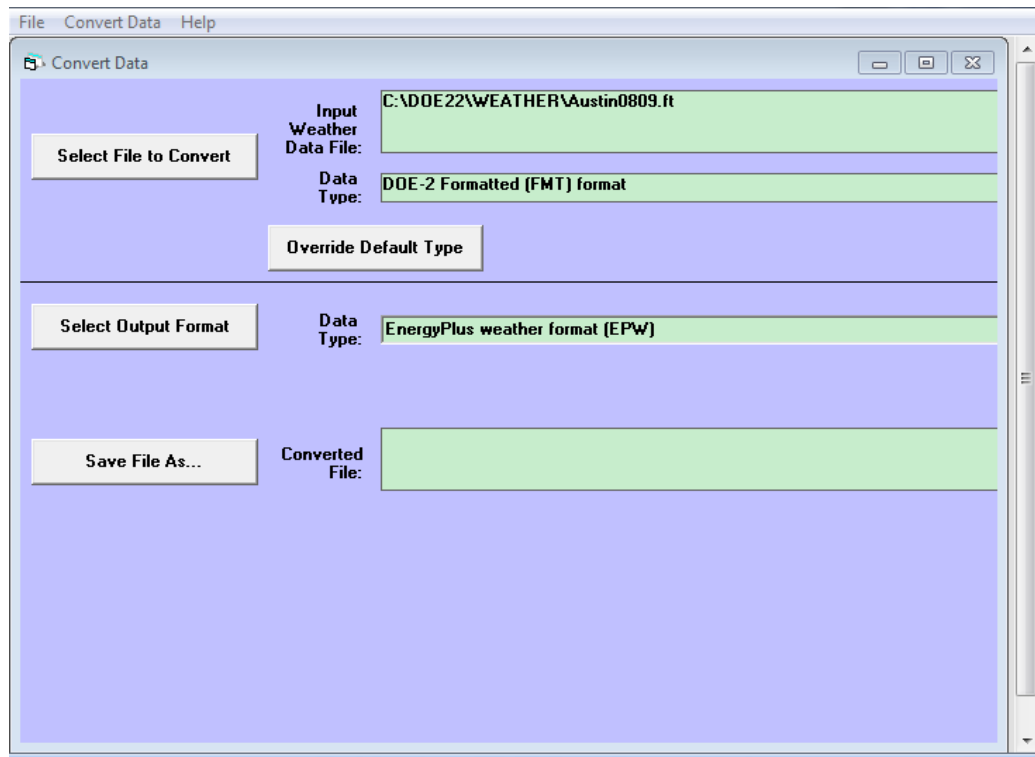 File Convert Data Help
Convert Data
Input
Weather
Data File:
C:\DOE22\WEATHER\Austin0809.ft
Select File to Convert
Data
Type:
DOE-2 Formatted (FMT) format
Override Default Type
Select Output Format
Data
Type:
EnergyPlus weather format (EPW)
Save File As...
Converted
File: